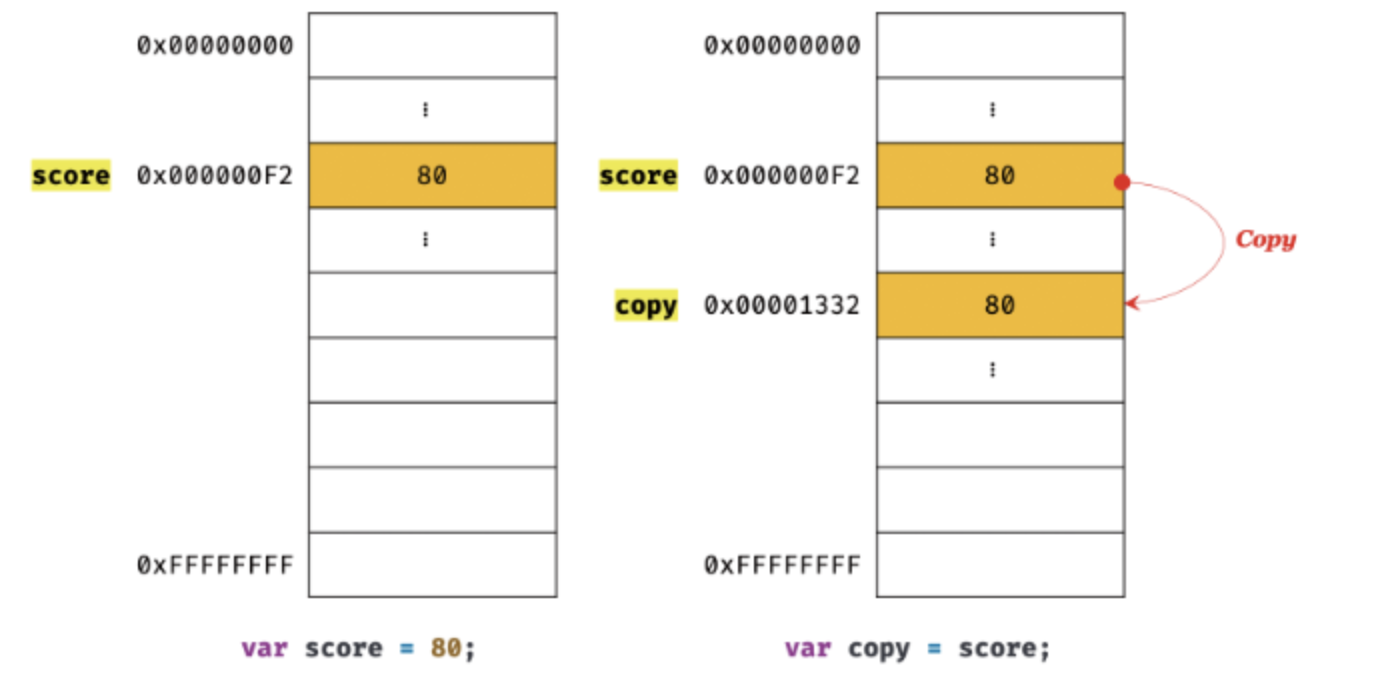 0x00000000
⋮
score 0x000000F2 80
⋮
0xFFFFFFFF
var score = 80;
0x00000000
⋮
score 0x000000F2 80
⋮
Copy
copy 0x00001332 80
⋮
0xFFFFFFFF
var copy = score;